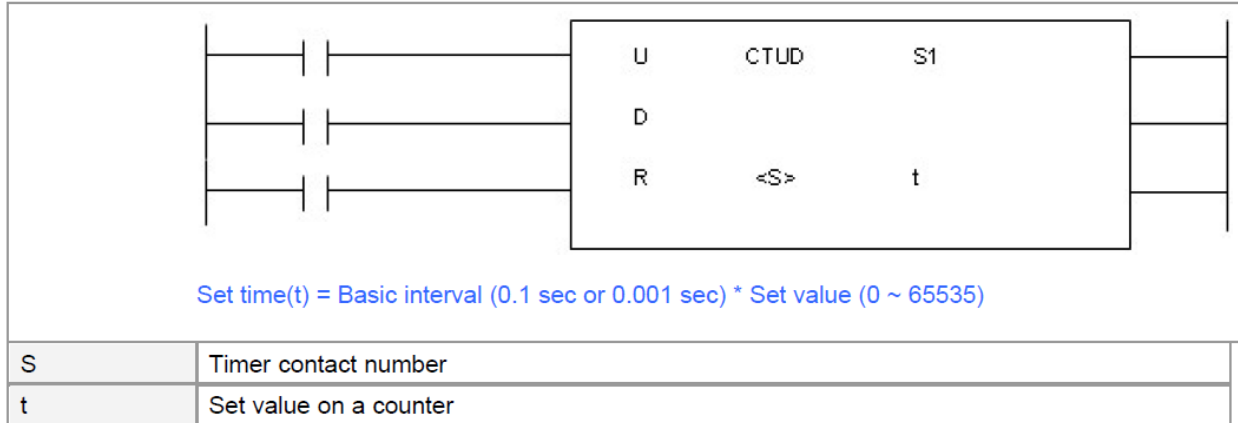 U CTUD S1
D
R <S> t
Set time(t) = Basic interval (0.1 sec or 0.001 sec) * Set value (0 ~ 65535)
S Timer contact number
t Set value on a counter